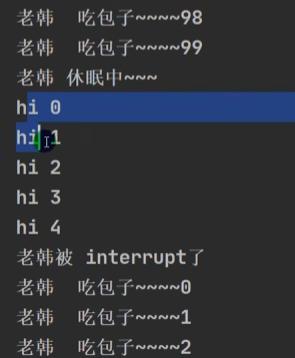 老韩  吃包子~~~~98
老韩  吃包子~~~~99
老韩 休眠中~~~
hi 0
hi 1
hi 2
hi 3
hi 4
老韩被 interrupt了
老韩  吃包子~~~~0
老韩  吃包子~~~~1
老韩  吃包子~~~~2